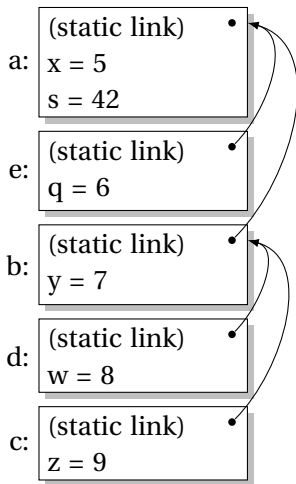 a:
(static link)
x = 5
s = 42
e:
(static link)
q = 6
b:
(static link)
y = 7
d:
(static link)
w = 8
c:
(static link)
z = 9